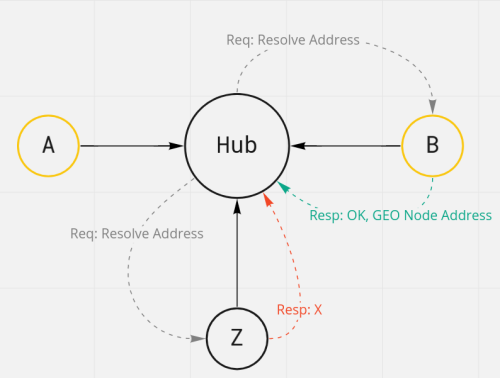 Req: Resolve Address
A
Hub
B
Resp: OK, GEO Node Address
Req: Resolve Address
Resp: X
Z